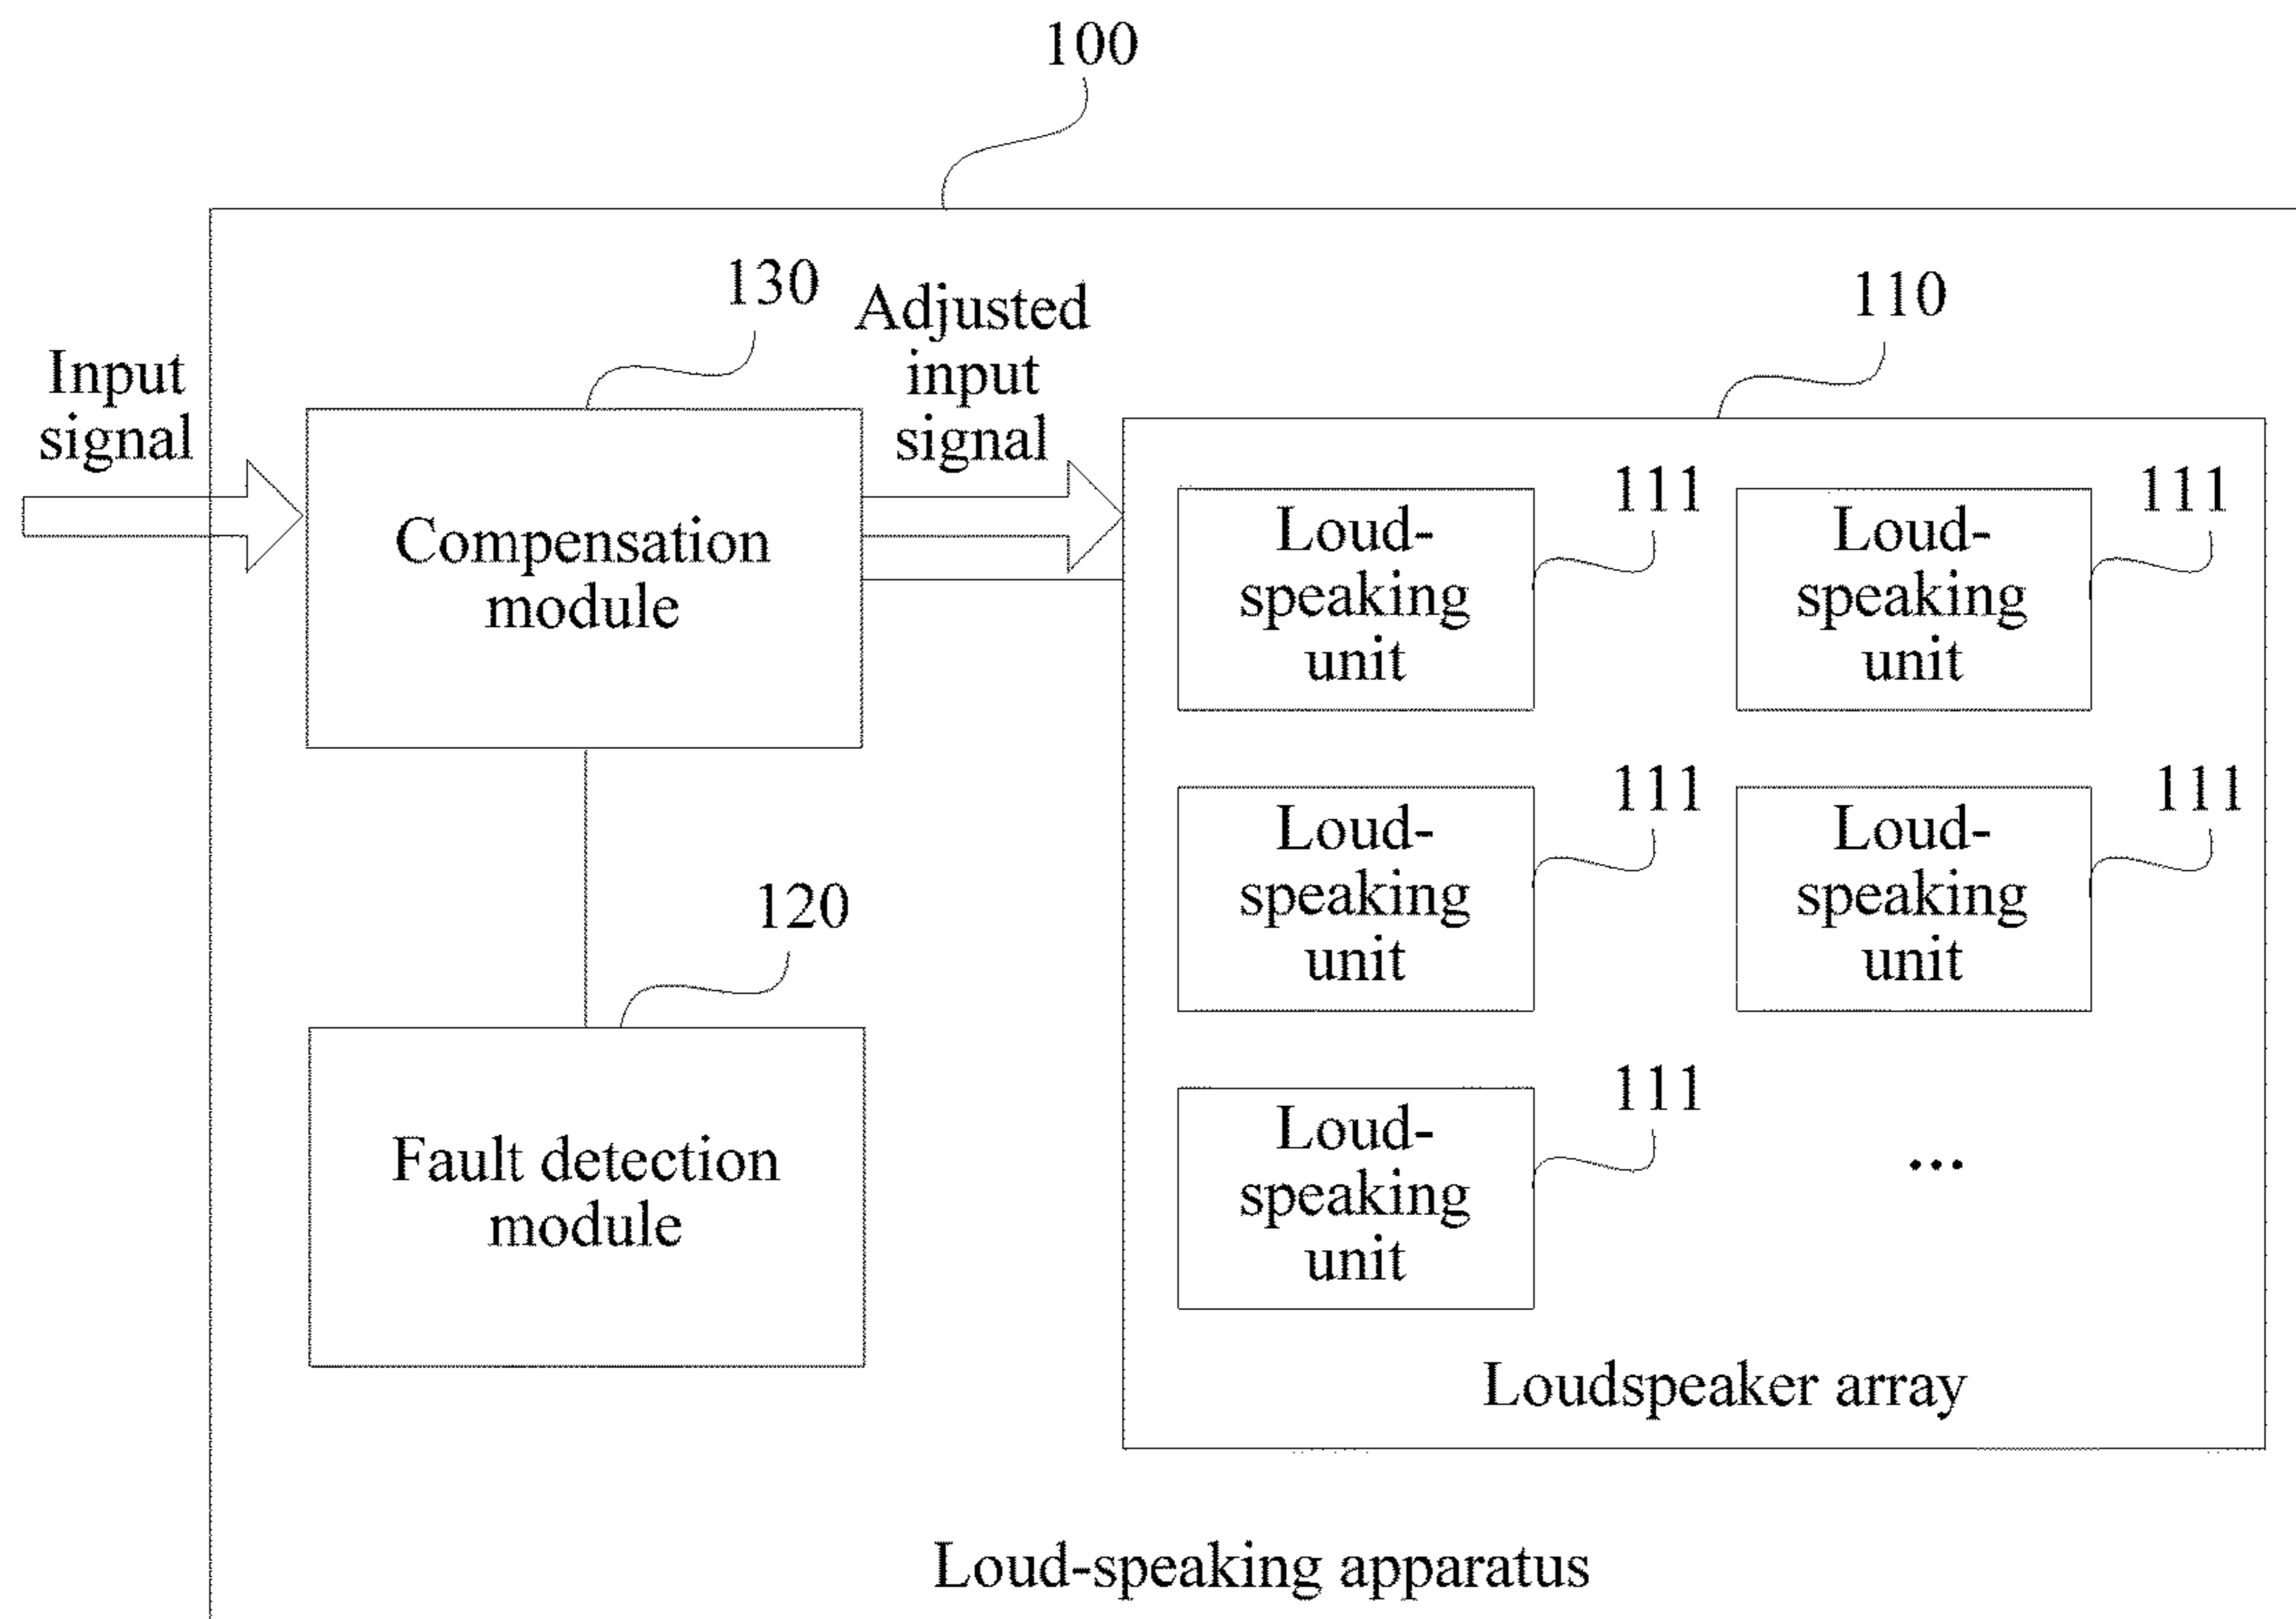 100
130
Adjusted
input
signal
110
Input
signal
Compensation
module
Loud-
speaking
unit
111
Loud-
speaking
unit
111
Loud-
speaking
unit
111
Loud-
speaking
unit
111
120
Fault detection
module
Loud-
speaking
unit
111
...
Loudspeaker array
Loud-speaking apparatus